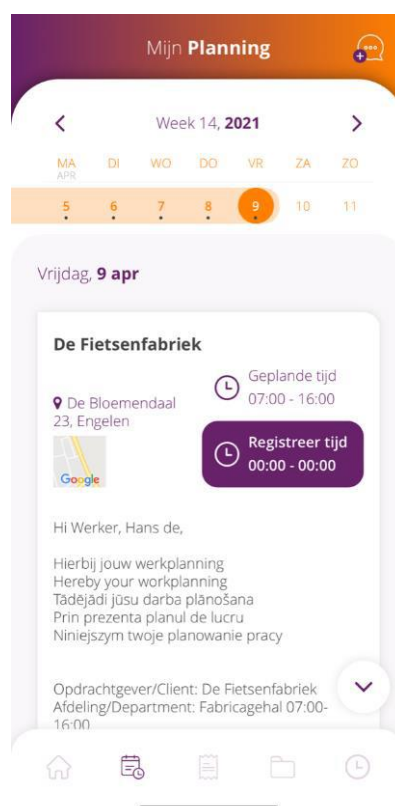 Mijn Planning
Week 14, 2021
MA DI WO DO VR ZA ZO
APR
5 6 7 8 9 10 11
Vrijdag, 9 apr
De Fietsenfabriek
De Bloemendaal
23, Engelen
Google
Geplande tijd
07:00 - 16:00
Registreer tijd
00:00 - 00:00
Hi Werker, Hans de,
Hierbij jouw werkplanning
Hereby your workplanning
Tādējādi jūsu darba plānošana
Prin prezenta planul de lucru
Niniejszym twoje planowanie pracy
Opdrachtgever/Client: De Fietsenfabriek
Afdeling/Department: Fabricagehal 07:00-
16:00